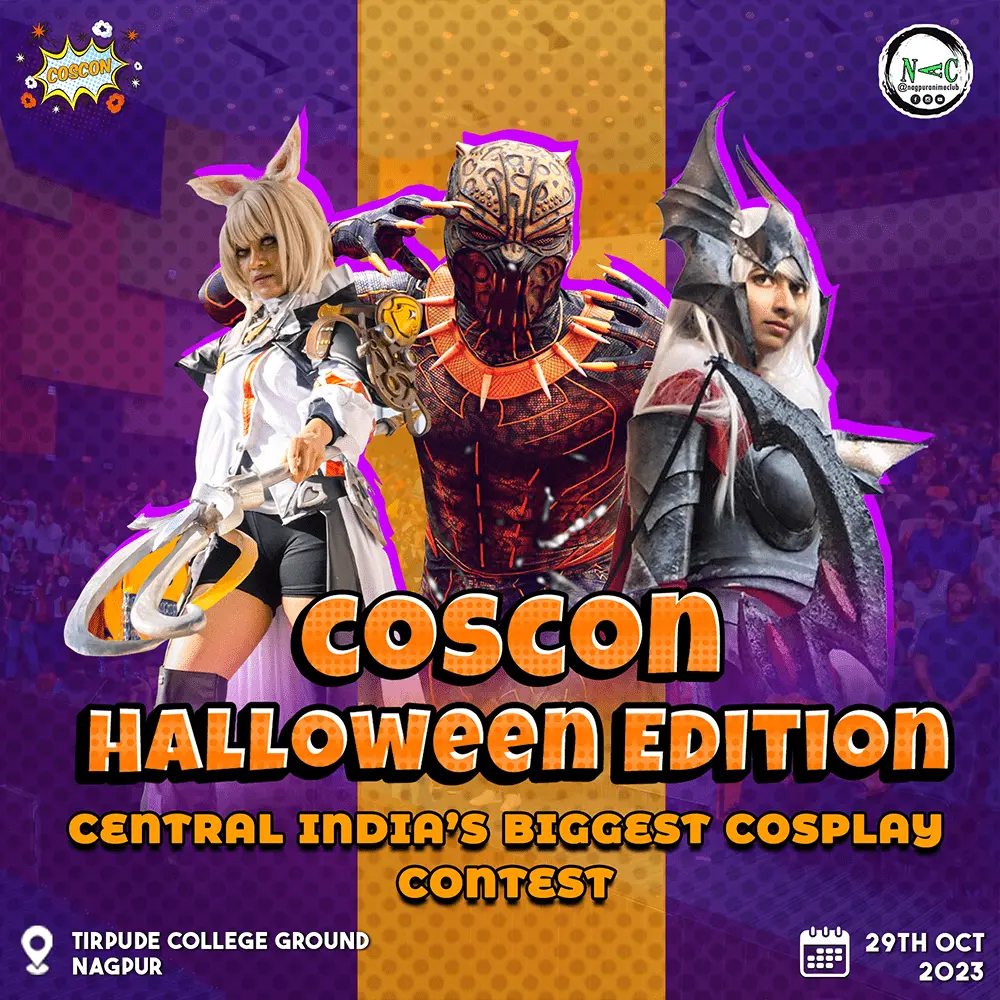 COSCON
NAC
@nagpuranimeclub
COSCON
HALLOWEEN EDITION
CENTRAL INDIA'S BIGGEST COSPLAY
CONTEST
TIRPUDE COLLEGE GROUND
NAGPUR
29TH OCT
2023